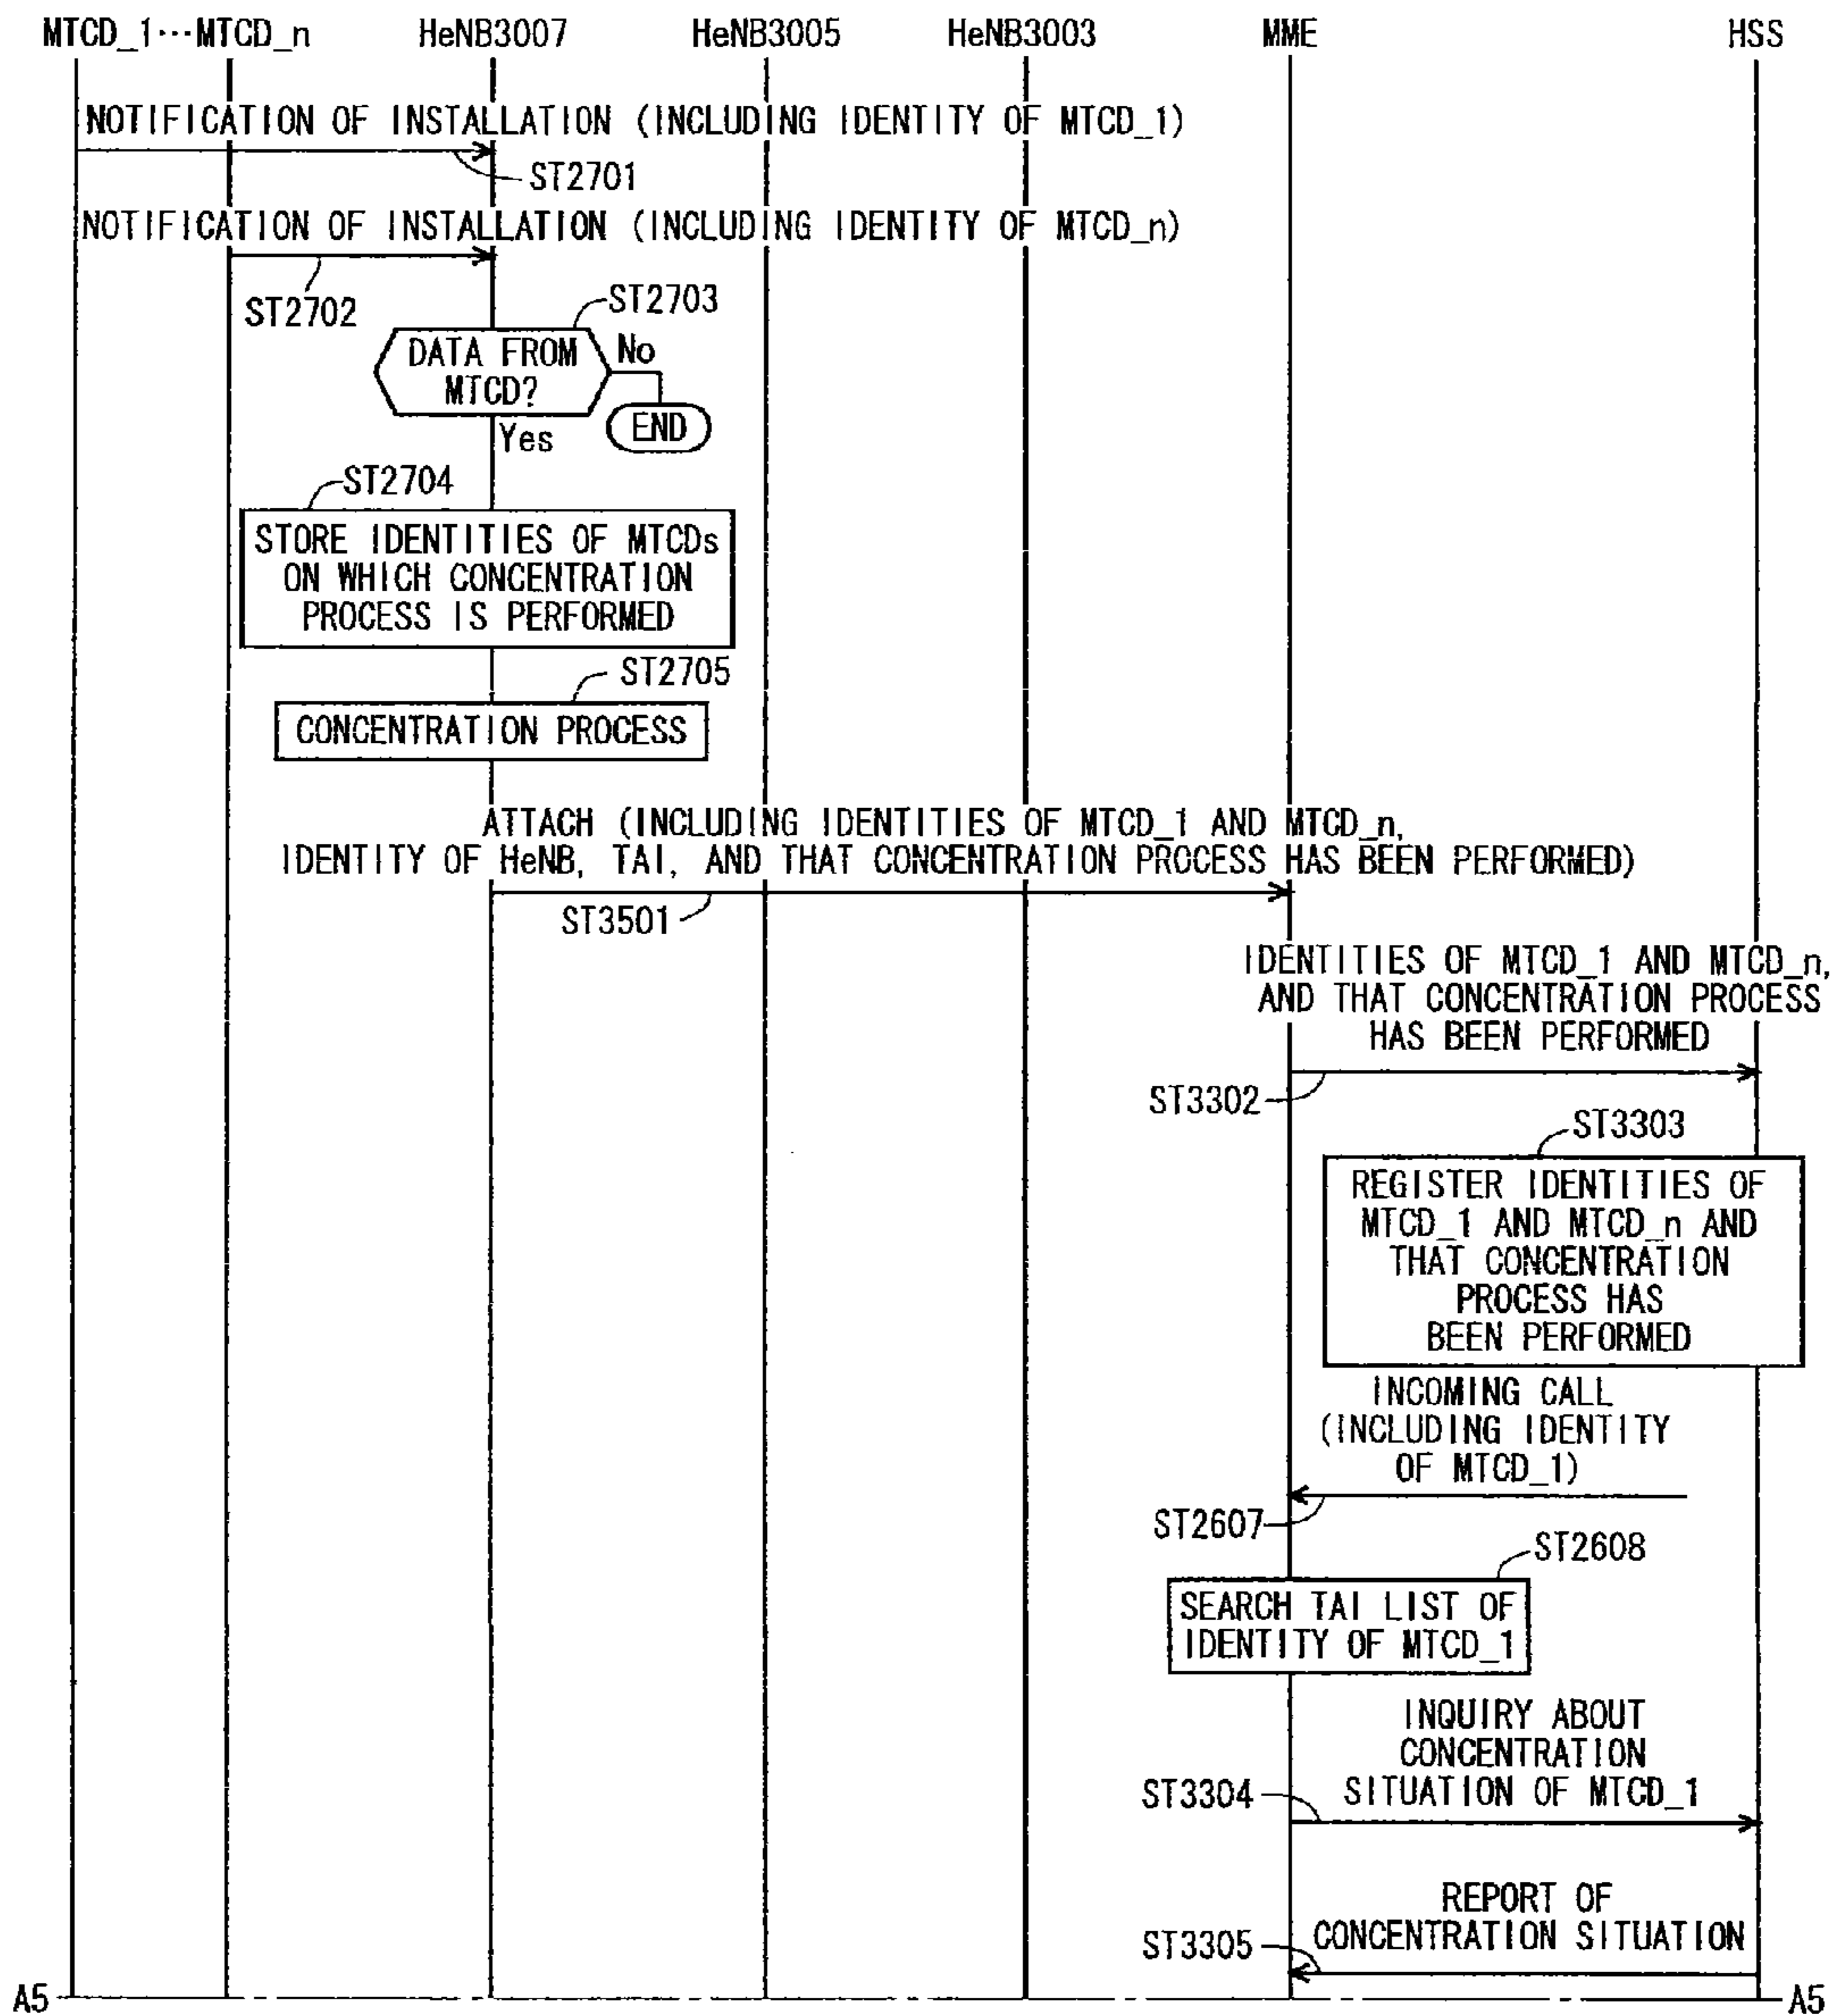 MTCD_1···MTCD_n HeNB3007 HeNB3005 HeNB3003 MME HSS
NOTIFICATION OF INSTALLATION (INCLUDING IDENTITY OF MTCD_1)
ST2701
NOTIFICATION OF INSTALLATION (INCLUDING IDENTITY OF MTCD_n)
ST2702
ST2703
DATA FROM
MTCD?
No
END
Yes
ST2704
STORE IDENTITIES OF MTCDs
ON WHICH CONCENTRATION
PROCESS IS PERFORMED
ST2705
CONCENTRATION PROCESS
ATTACH (INCLUDING IDENTITIES OF MTCD_1 AND MTCD_n,
IDENTITY OF HeNB, TAI, AND THAT CONCENTRATION PROCESS HAS BEEN PERFORMED)
ST3501
IDENTITIES OF MTCD_1 AND MTCD_n,
AND THAT CONCENTRATION PROCESS
HAS BEEN PERFORMED
ST3302
ST3303
REGISTER IDENTITIES OF
MTCD_1 AND MTCD_n AND
THAT CONCENTRATION
PROCESS HAS
BEEN PERFORMED
INCOMING CALL
(INCLUDING IDENTITY
OF MTCD_1)
ST2607
ST2608
SEARCH TAI LIST OF
IDENTITY OF MTCD_1
INQUIRY ABOUT
CONCENTRATION
SITUATION OF MTCD_1
ST3304
REPORT OF
CONCENTRATION SITUATION
ST3305
A5 A5